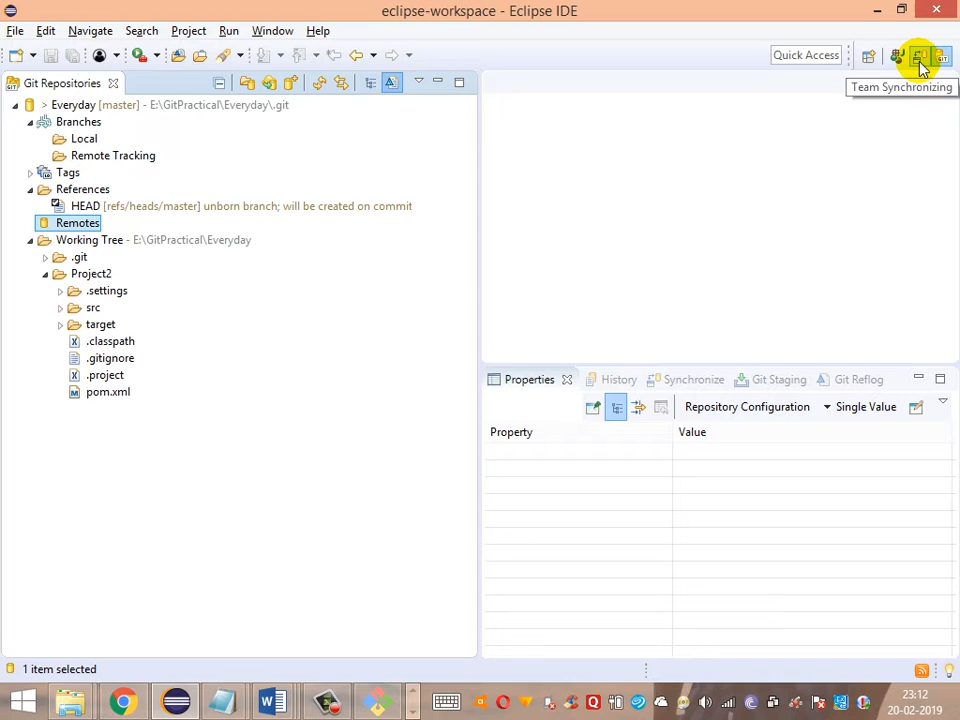 eclipse-workspace - Eclipse IDE
File Edit Navigate Search Project Run Window Help
Quick Access
GIT
Team Synchronizing
GIT Git Repositories
> Everyday [master] - E:\GitPractical\Everyday\.git
Branches
Local
Remote Tracking
Tags
References
HEAD [refs/heads/master] unborn branch; will be created on commit
Remotes
Working Tree - E:\GitPractical\Everyday
.git
Project2
.settings
src
target
.classpath
.gitignore
.project
pom.xml
Properties History Synchronize Git Staging Git Reflog
Repository Configuration Single Value
Property Value
1 item selected
23:12
20-02-2019